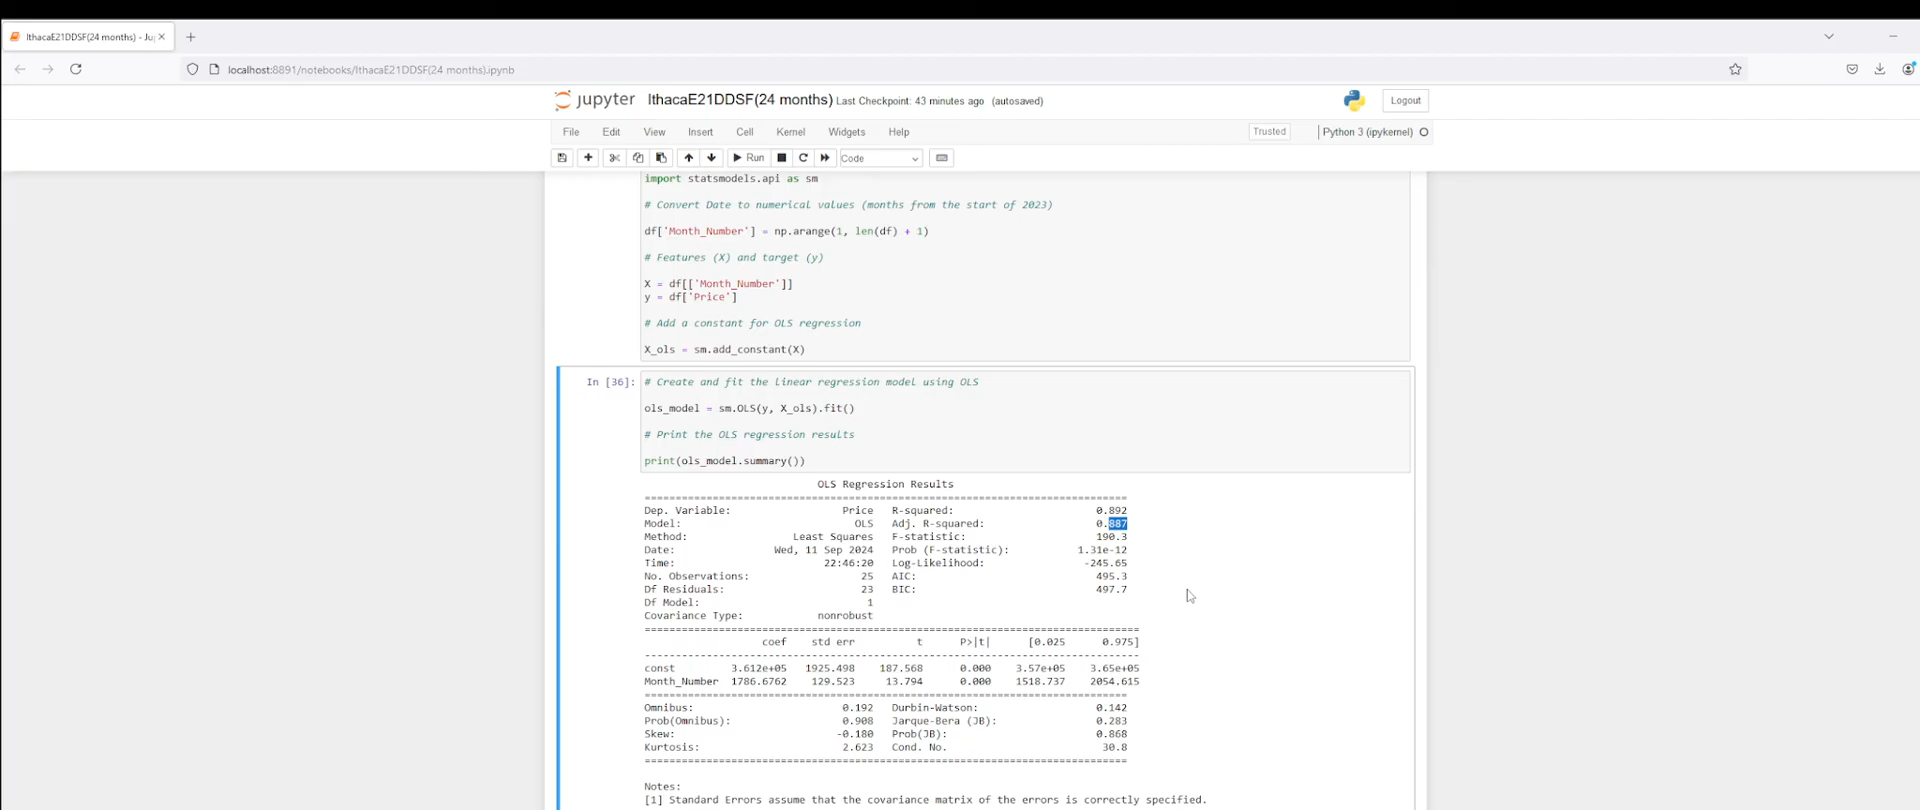 IthacaE21DDSF(24 months) - Ju
localhost:8891/notebooks/IthacaE21DDSF(24 months).ipynb
jupyter IthacaE21DDSF(24 months) Last Checkpoint: 43 minutes ago (autosaved)
Logout
File Edit View Insert Cell Kernel Widgets Help
Trusted Python 3 (ipykernel)
Run Code
import statsmodels.api as sm
# Convert Date to numerical values (months from the start of 2023)
df['Month_Number'] = np.arange(1, len(df) + 1)
# Features (X) and target (y)
X = df[['Month_Number']]
y = df['Price']
# Add a constant for OLS regression
X_ols = sm.add_constant(X)
In [36]: # Create and fit the Linear regression model using OLS
ols_model = sm.OLS(y, X_ols).fit()
# Print the OLS regression results
print(ols_model.summary())
OLS Regression Results
==============================================================================
Dep. Variable: Price R-squared: 0.892
Model: OLS Adj. R-squared: 0.887
Method: Least Squares F-statistic: 190.3
Date: Wed, 11 Sep 2024 Prob (F-statistic): 1.31e-12
Time: 22:46:20 Log-Likelihood: -245.65
No. Observations: 25 AIC: 495.3
Df Residuals: 23 BIC: 497.7
Df Model: 1
Covariance Type: nonrobust
================================================================================
coef std err t P>|t| [0.025 0.975]
--------------------------------------------------------------------------------
const 3.612e+05 1925.498 187.568 0.000 3.57e+05 3.65e+05
Month_Number 1786.6762 129.523 13.794 0.000 1518.737 2054.615
==============================================================================
Omnibus: 0.192 Durbin-Watson: 0.142
Prob(Omnibus): 0.908 Jarque-Bera (JB): 0.283
Skew: -0.180 Prob(JB): 0.868
Kurtosis: 2.623 Cond. No. 30.8
==============================================================================
Notes:
[1] Standard Errors assume that the covariance matrix of the errors is correctly specified.